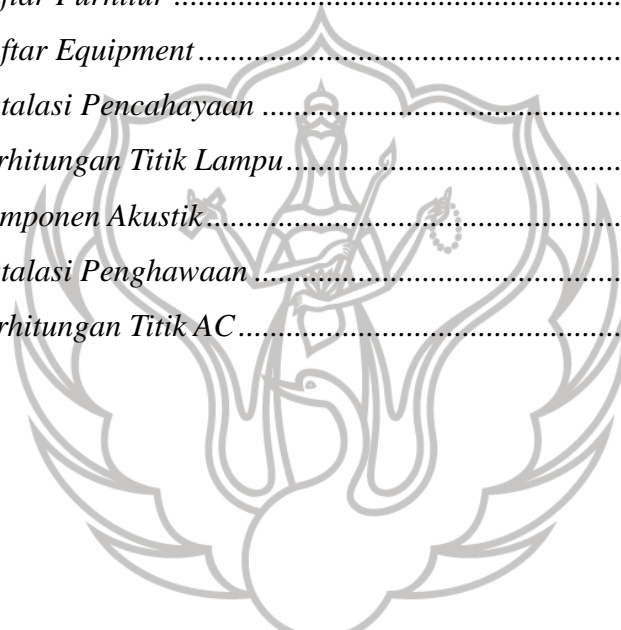 ftar Furnitur ..........................................................
ftar Equipment .......................................................
talasi Pencahayaan ...............................................
rhitungan Titik Lampu...........................................
mponen Akustik.....................................................
talasi Penghawaan ................................................
rhitungan Titik AC.................................................